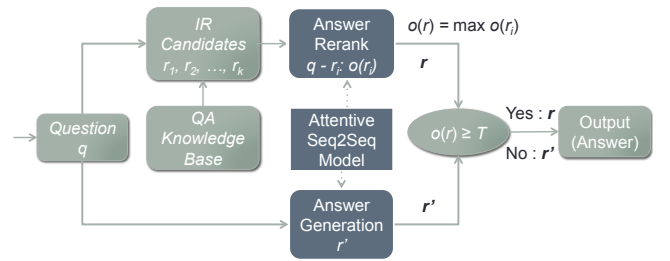 IR
Candidates
r1, r2, …, rk
Answer
Rerank
q - ri: o(ri)
o(r) = max o(ri)
r
Question
q
QA
Knowledge
Base
Attentive
Seq2Seq
Model
o(r) ≥ T
Yes : r
No : r'
Output
(Answer)
Answer
Generation
r'
r'